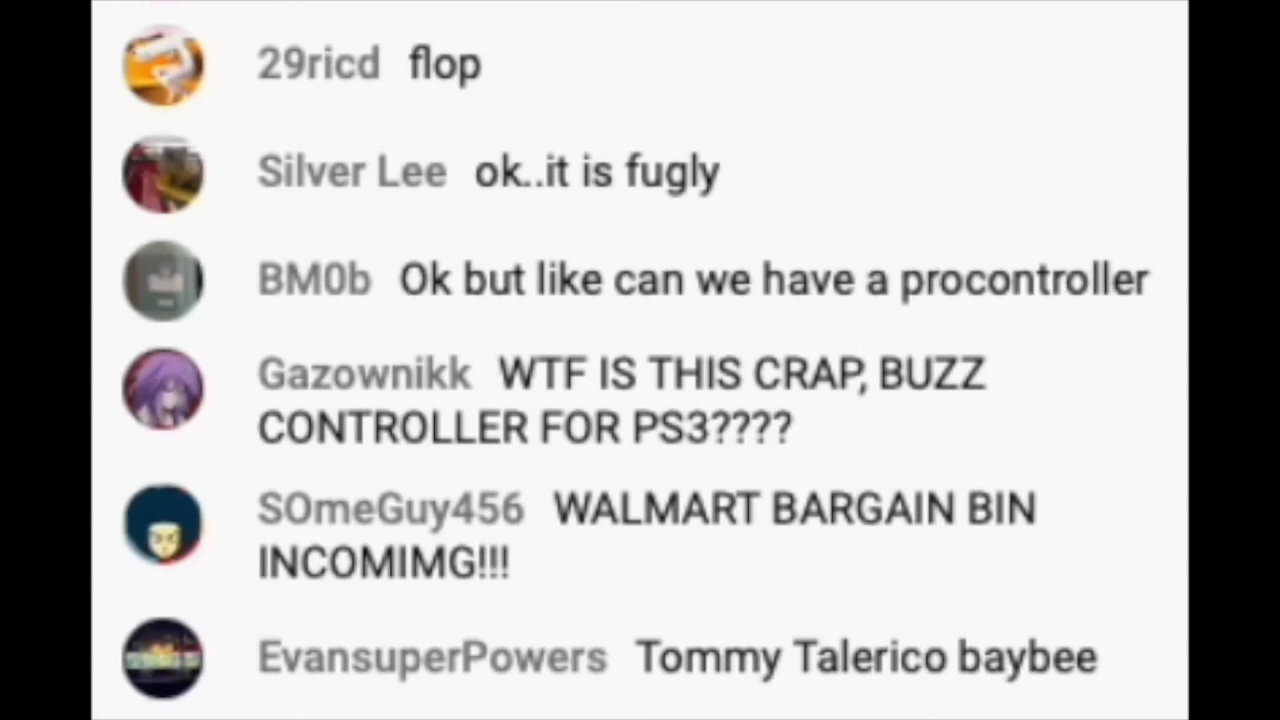 29ricd flop
Silver Lee ok..it is fugly
BM0b Ok but like can we have a procontroller
Gazownikk WTF IS THIS CRAP, BUZZ
CONTROLLER FOR PS3????
SOmeGuy456 WALMART BARGAIN BIN
INCOMIMG!!!
EvansuperPowers Tommy Talerico baybee